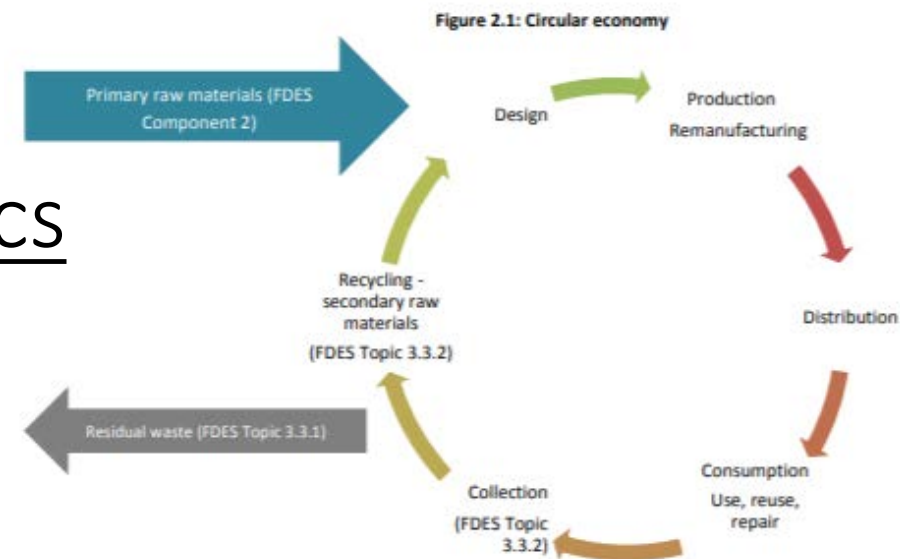 Figure 2.1: Circular economy
Primary raw materials (FDES
Component 2)
Design
Production
Remanufacturing
CS
Recycling -
secondary raw
materials
(FDES Topic 3.3.2)
Distribution
Residual waste (FDES Topic 3.3.1)
Consumption
Use, reuse,
repair
Collection
(FDES Topic
3.3.2)